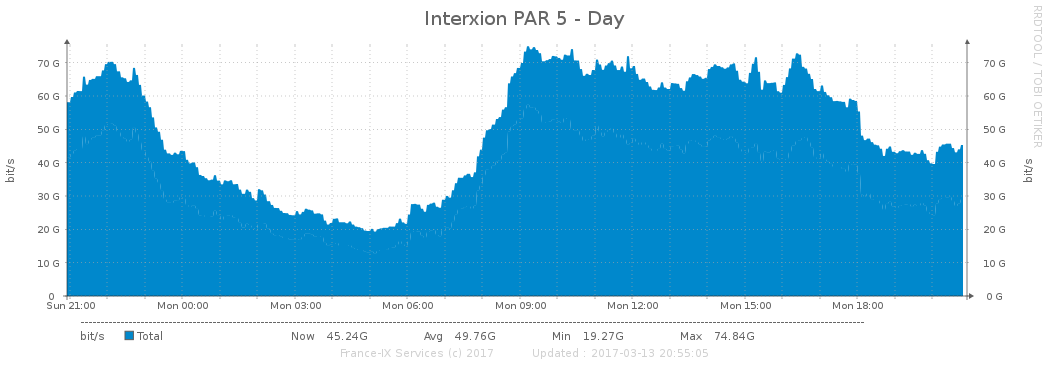 Interxion PAR 5 - Day
RRDTOOL / TOBI OETIKER
70 G 70 G
60 G 60 G
50 G 50 G
40 G 40 G
30 G 30 G
20 G 20 G
10 G 10 G
0 0 G
bit/s bit/s
Sun 21:00 Mon 00:00 Mon 03:00 Mon 06:00 Mon 09:00 Mon 12:00 Mon 15:00 Mon 18:00
bit/s Total Now 45.24G Avg 49.76G Min 19.27G Max 74.84G
France-IX Services (c) 2017 Updated : 2017-03-13 20:55:05